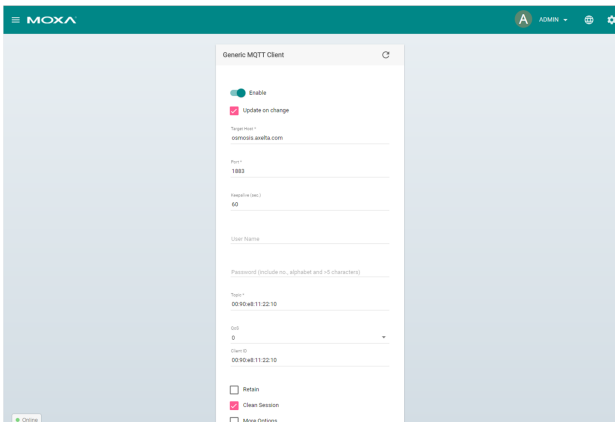 MOXA
A ADMIN
Generic MQTT Client
Enable
Update on change
Target Host *
osmosis.axelta.com
Port *
1883
Keepalive (sec.)
60
User Name
Password (include no., alphabet and >5 characters)
Topic *
00:90:e8:11:22:10
QoS
0
Client ID
00:90:e8:11:22:10
Retain
Clean Session
More Options
Online